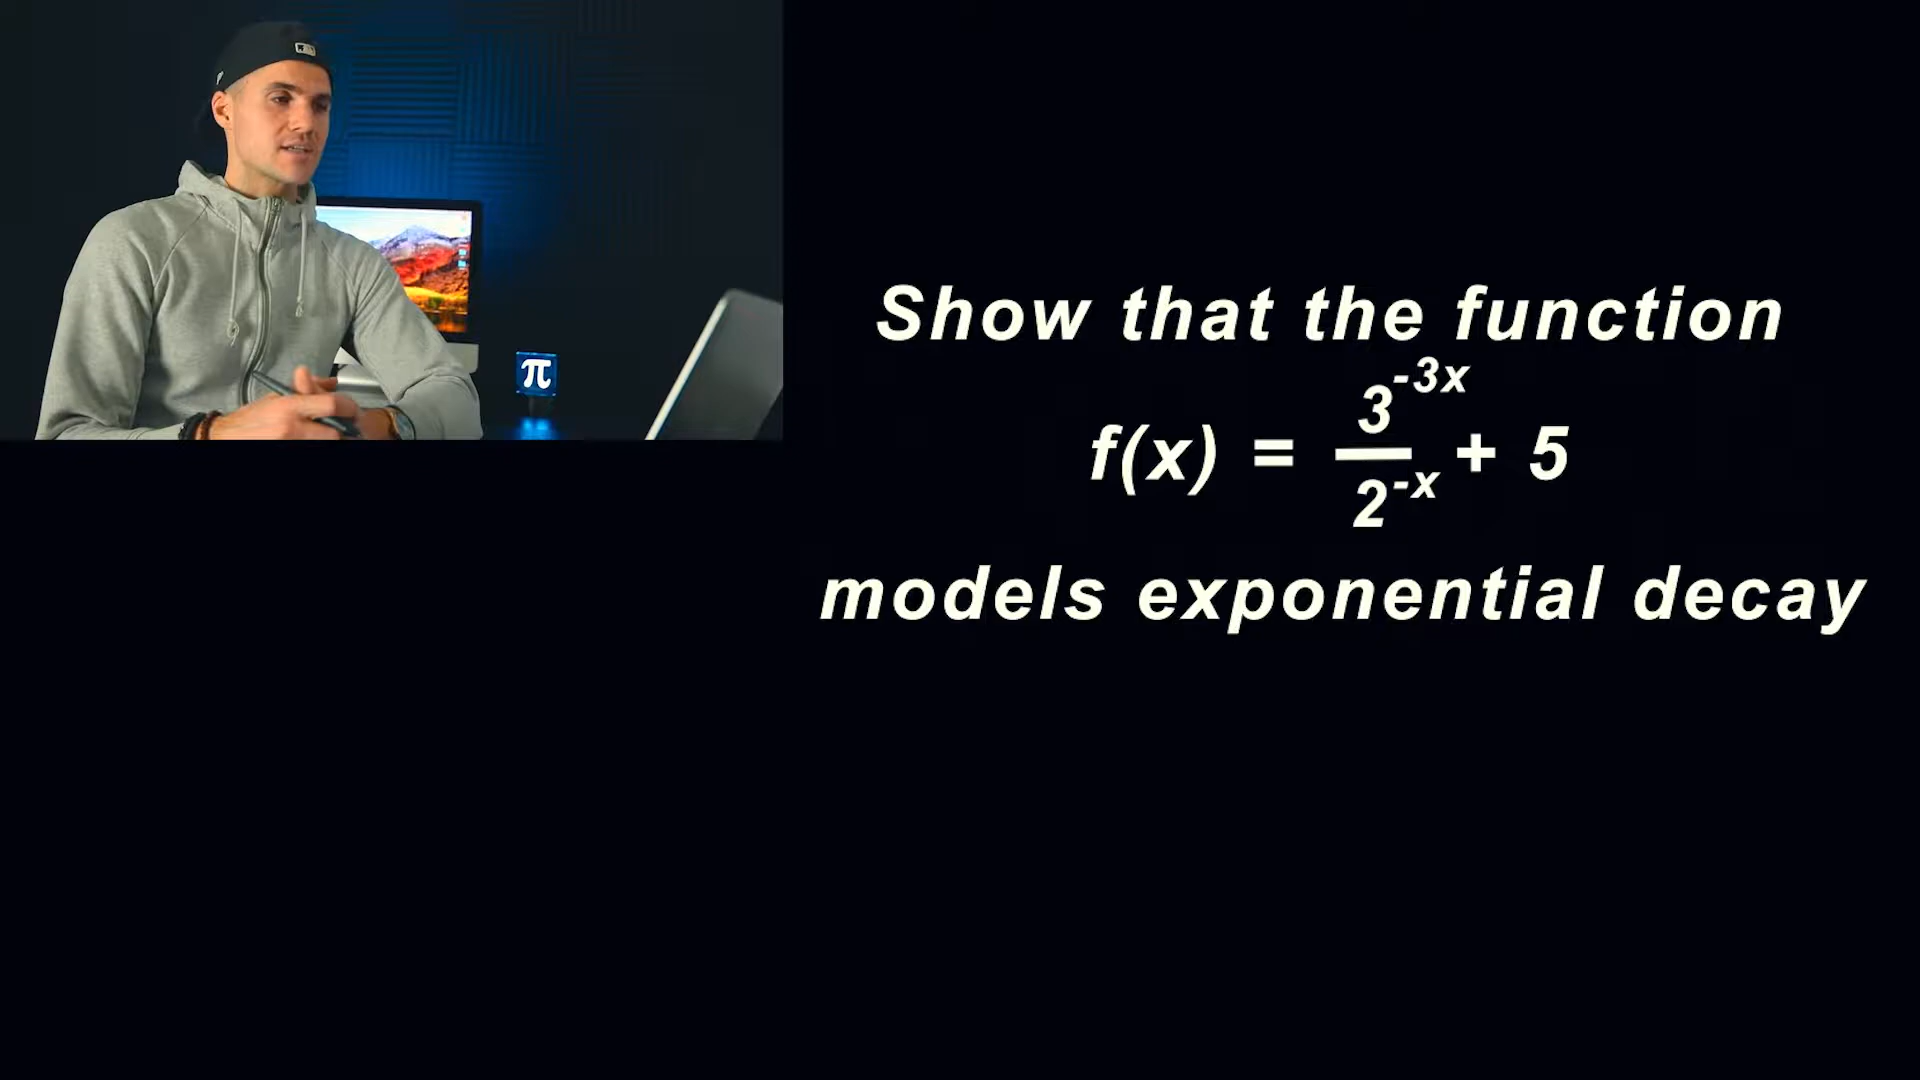 π
Show that the function
f(x) = 3^-3x / 2^-x + 5
models exponential decay